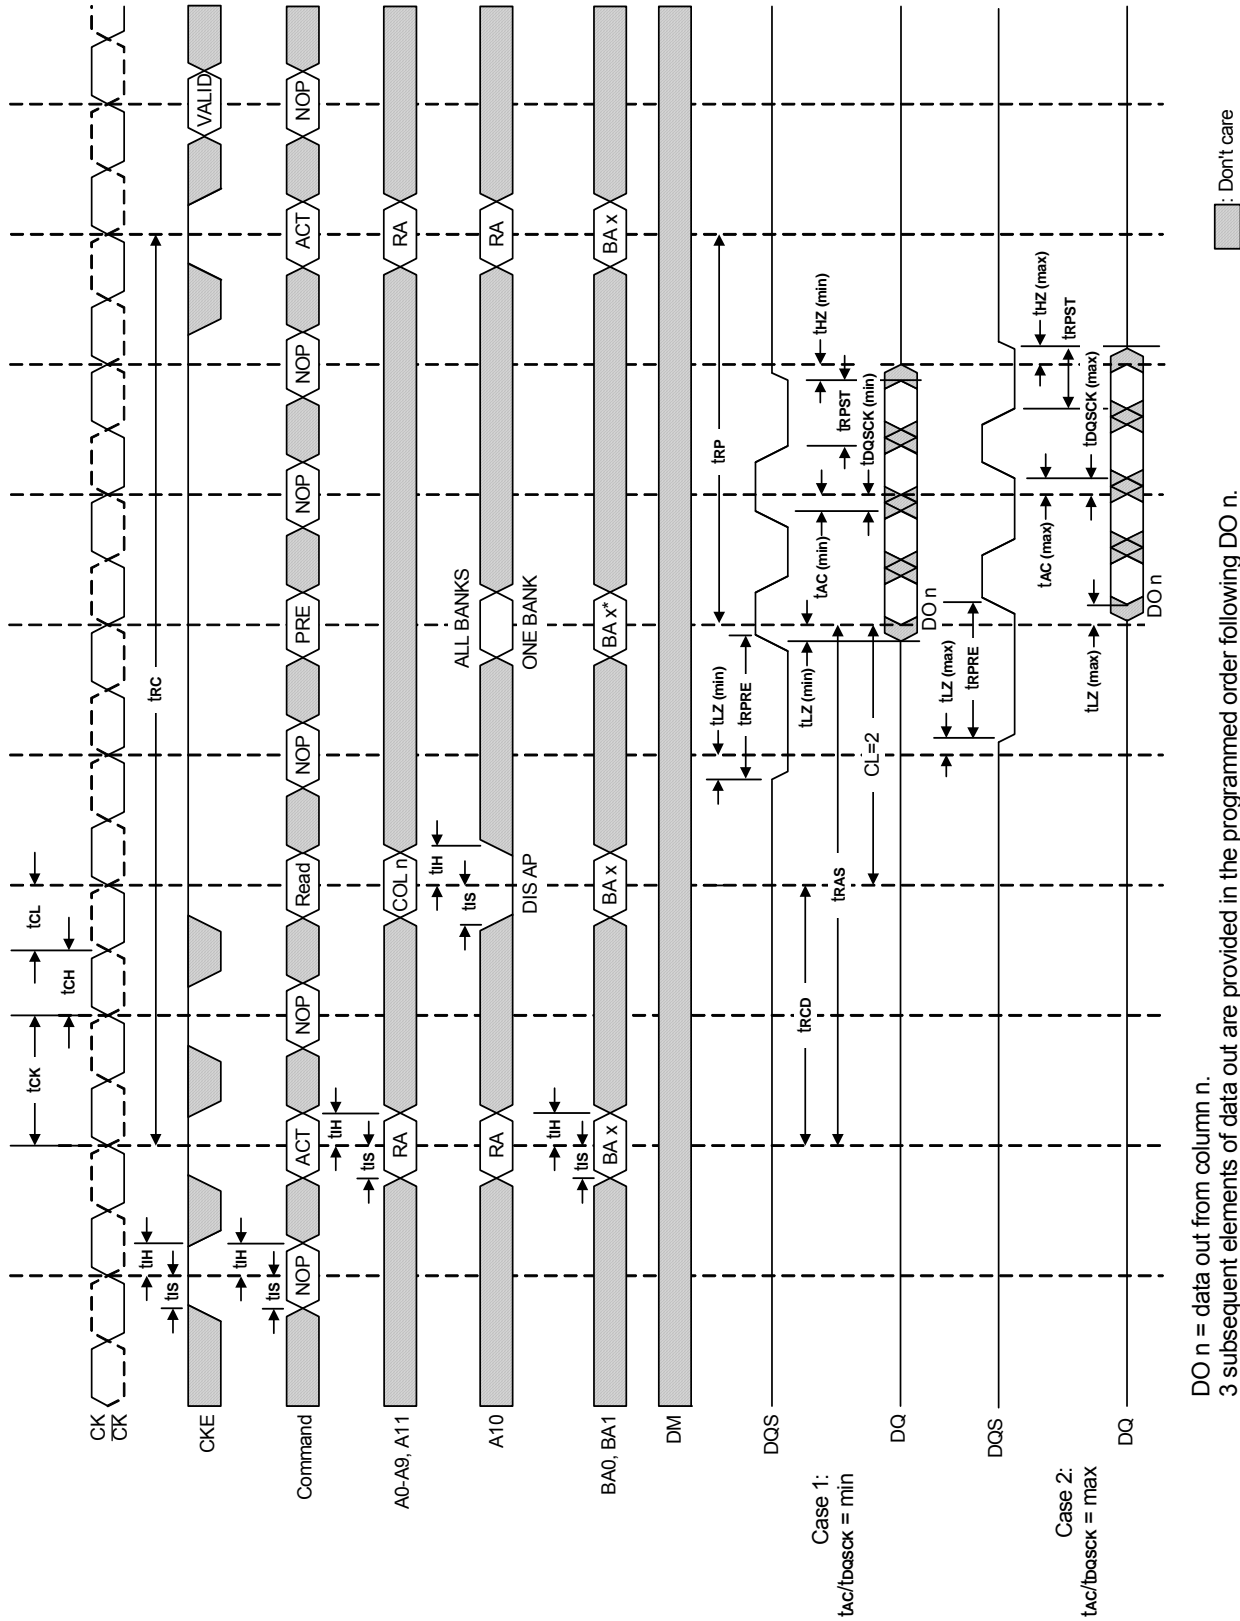 CK
CK
tCK
tCH
tCL
tRC
CKE
tIS
tIH
VALID
Command
tIS
tIH
NOP
ACT
NOP
Read
NOP
PRE
NOP
NOP
ACT
NOP
A0-A9, A11
tIS
tIH
RA
COL n
RA
A10
RA
tIS
tIH
DIS AP
ALL BANKS
ONE BANK
RA
BA0, BA1
tIS
tIH
BA x
BA x
BA x*
BA x
DM
tRCD
tRAS
tRP
CL=2
Case 1:
tAC/tDQSCK = min
DQS
tLZ (min)
tRPRE
tLZ (min)
tAC (min)
tDQSCK (min)
tRPST
tHZ (min)
DQ
DO n
Case 2:
tAC/tDQSCK = max
DQS
tLZ (max)
tRPRE
tLZ (max)
tAC (max)
tDQSCK (max)
tRPST
tHZ (max)
DQ
DO n
DO n = data out from column n.
3 subsequent elements of data out are provided in the programmed order following DO n.
: Don't care